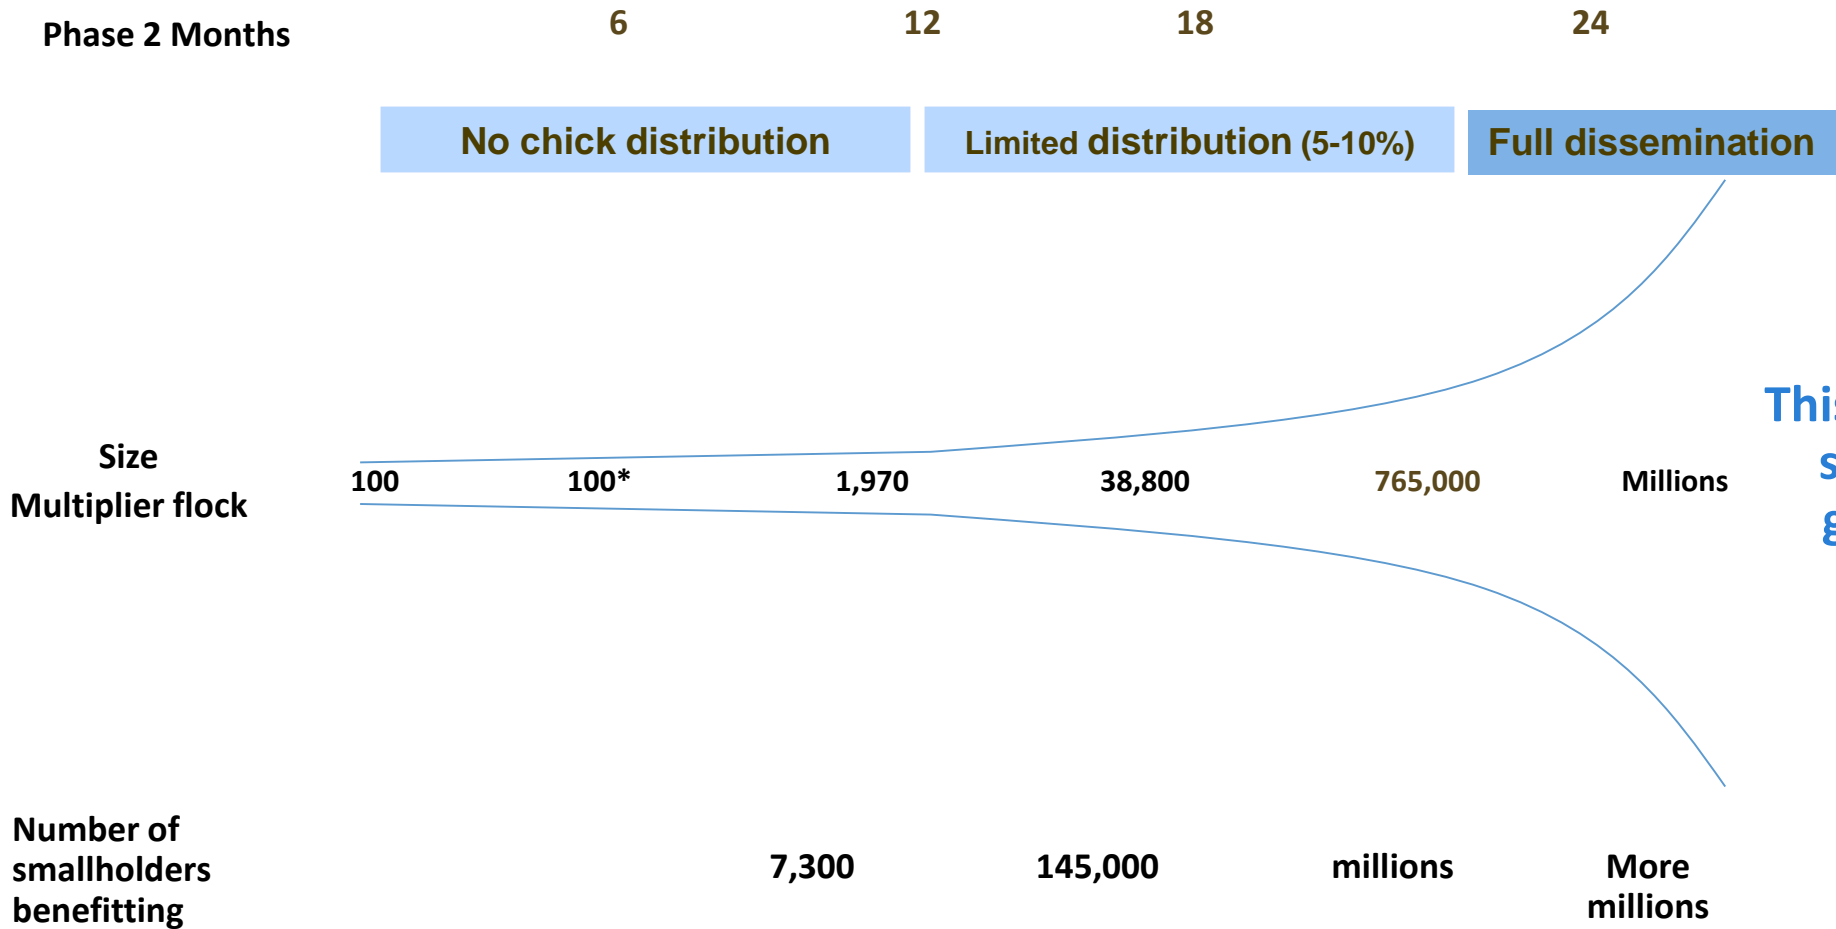 Phase 2 Months 6 12 18 24
No chick distribution Limited distribution (5-10%) Full dissemination
This
Size
Multiplier flock
100 100* 1,970 38,800 765,000 Millions
s
g
Number of
smallholders
benefitting
7,300 145,000 millions More
millions